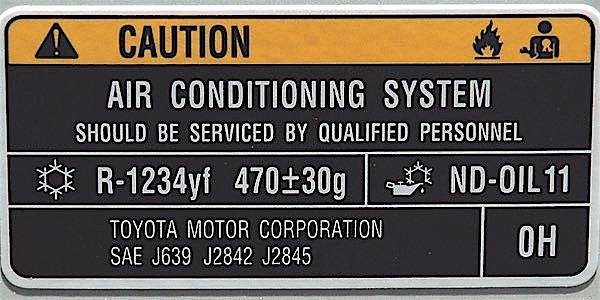 CAUTION
AIR CONDITIONING SYSTEM
SHOULD BE SERVICED BY QUALIFIED PERSONNEL
R-1234yf 470±30g ND-OIL11
TOYOTA MOTOR CORPORATION
SAE J639 J2842 J2845
0H